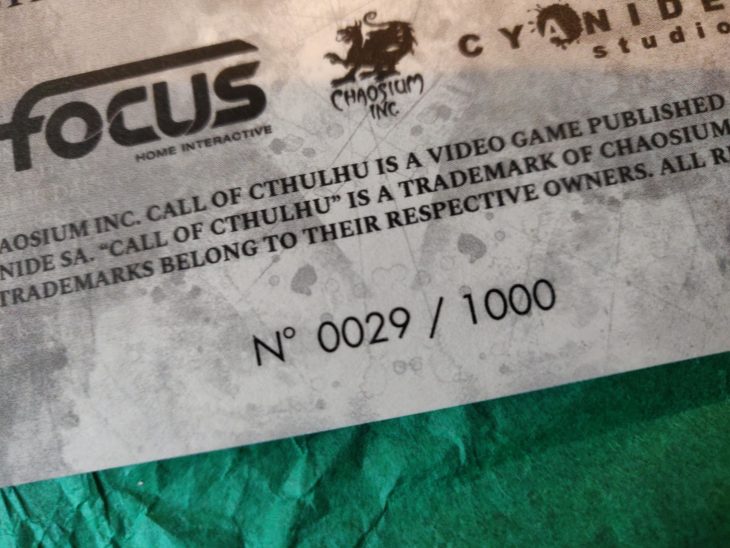 focus
HOME INTERACTIVE
CHAOSIUM
INC.
CYANIDE
studio
AOSIUM INC. CALL OF CTHULHU IS A VIDEO GAME PUBLISHED
NIDE SA. “CALL OF CTHULHU” IS A TRADEMARK OF CHAOSIUM
TRADEMARKS BELONG TO THEIR RESPECTIVE OWNERS. ALL RI
N° 0029 / 1000